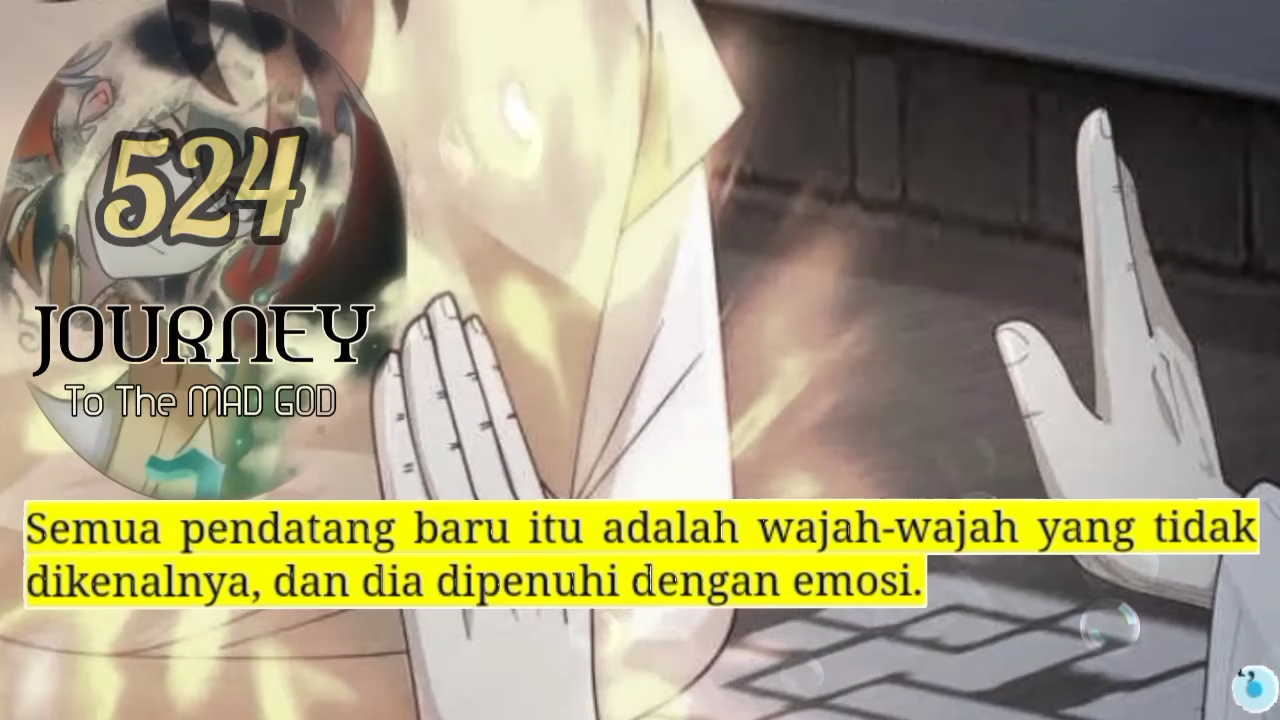 524
JOURNEY
To The MAD GOD
Semua pendatang baru itu adalah wajah-wajah yang tidak
dikenalnya, dan dia dipenuhi dengan emosi.